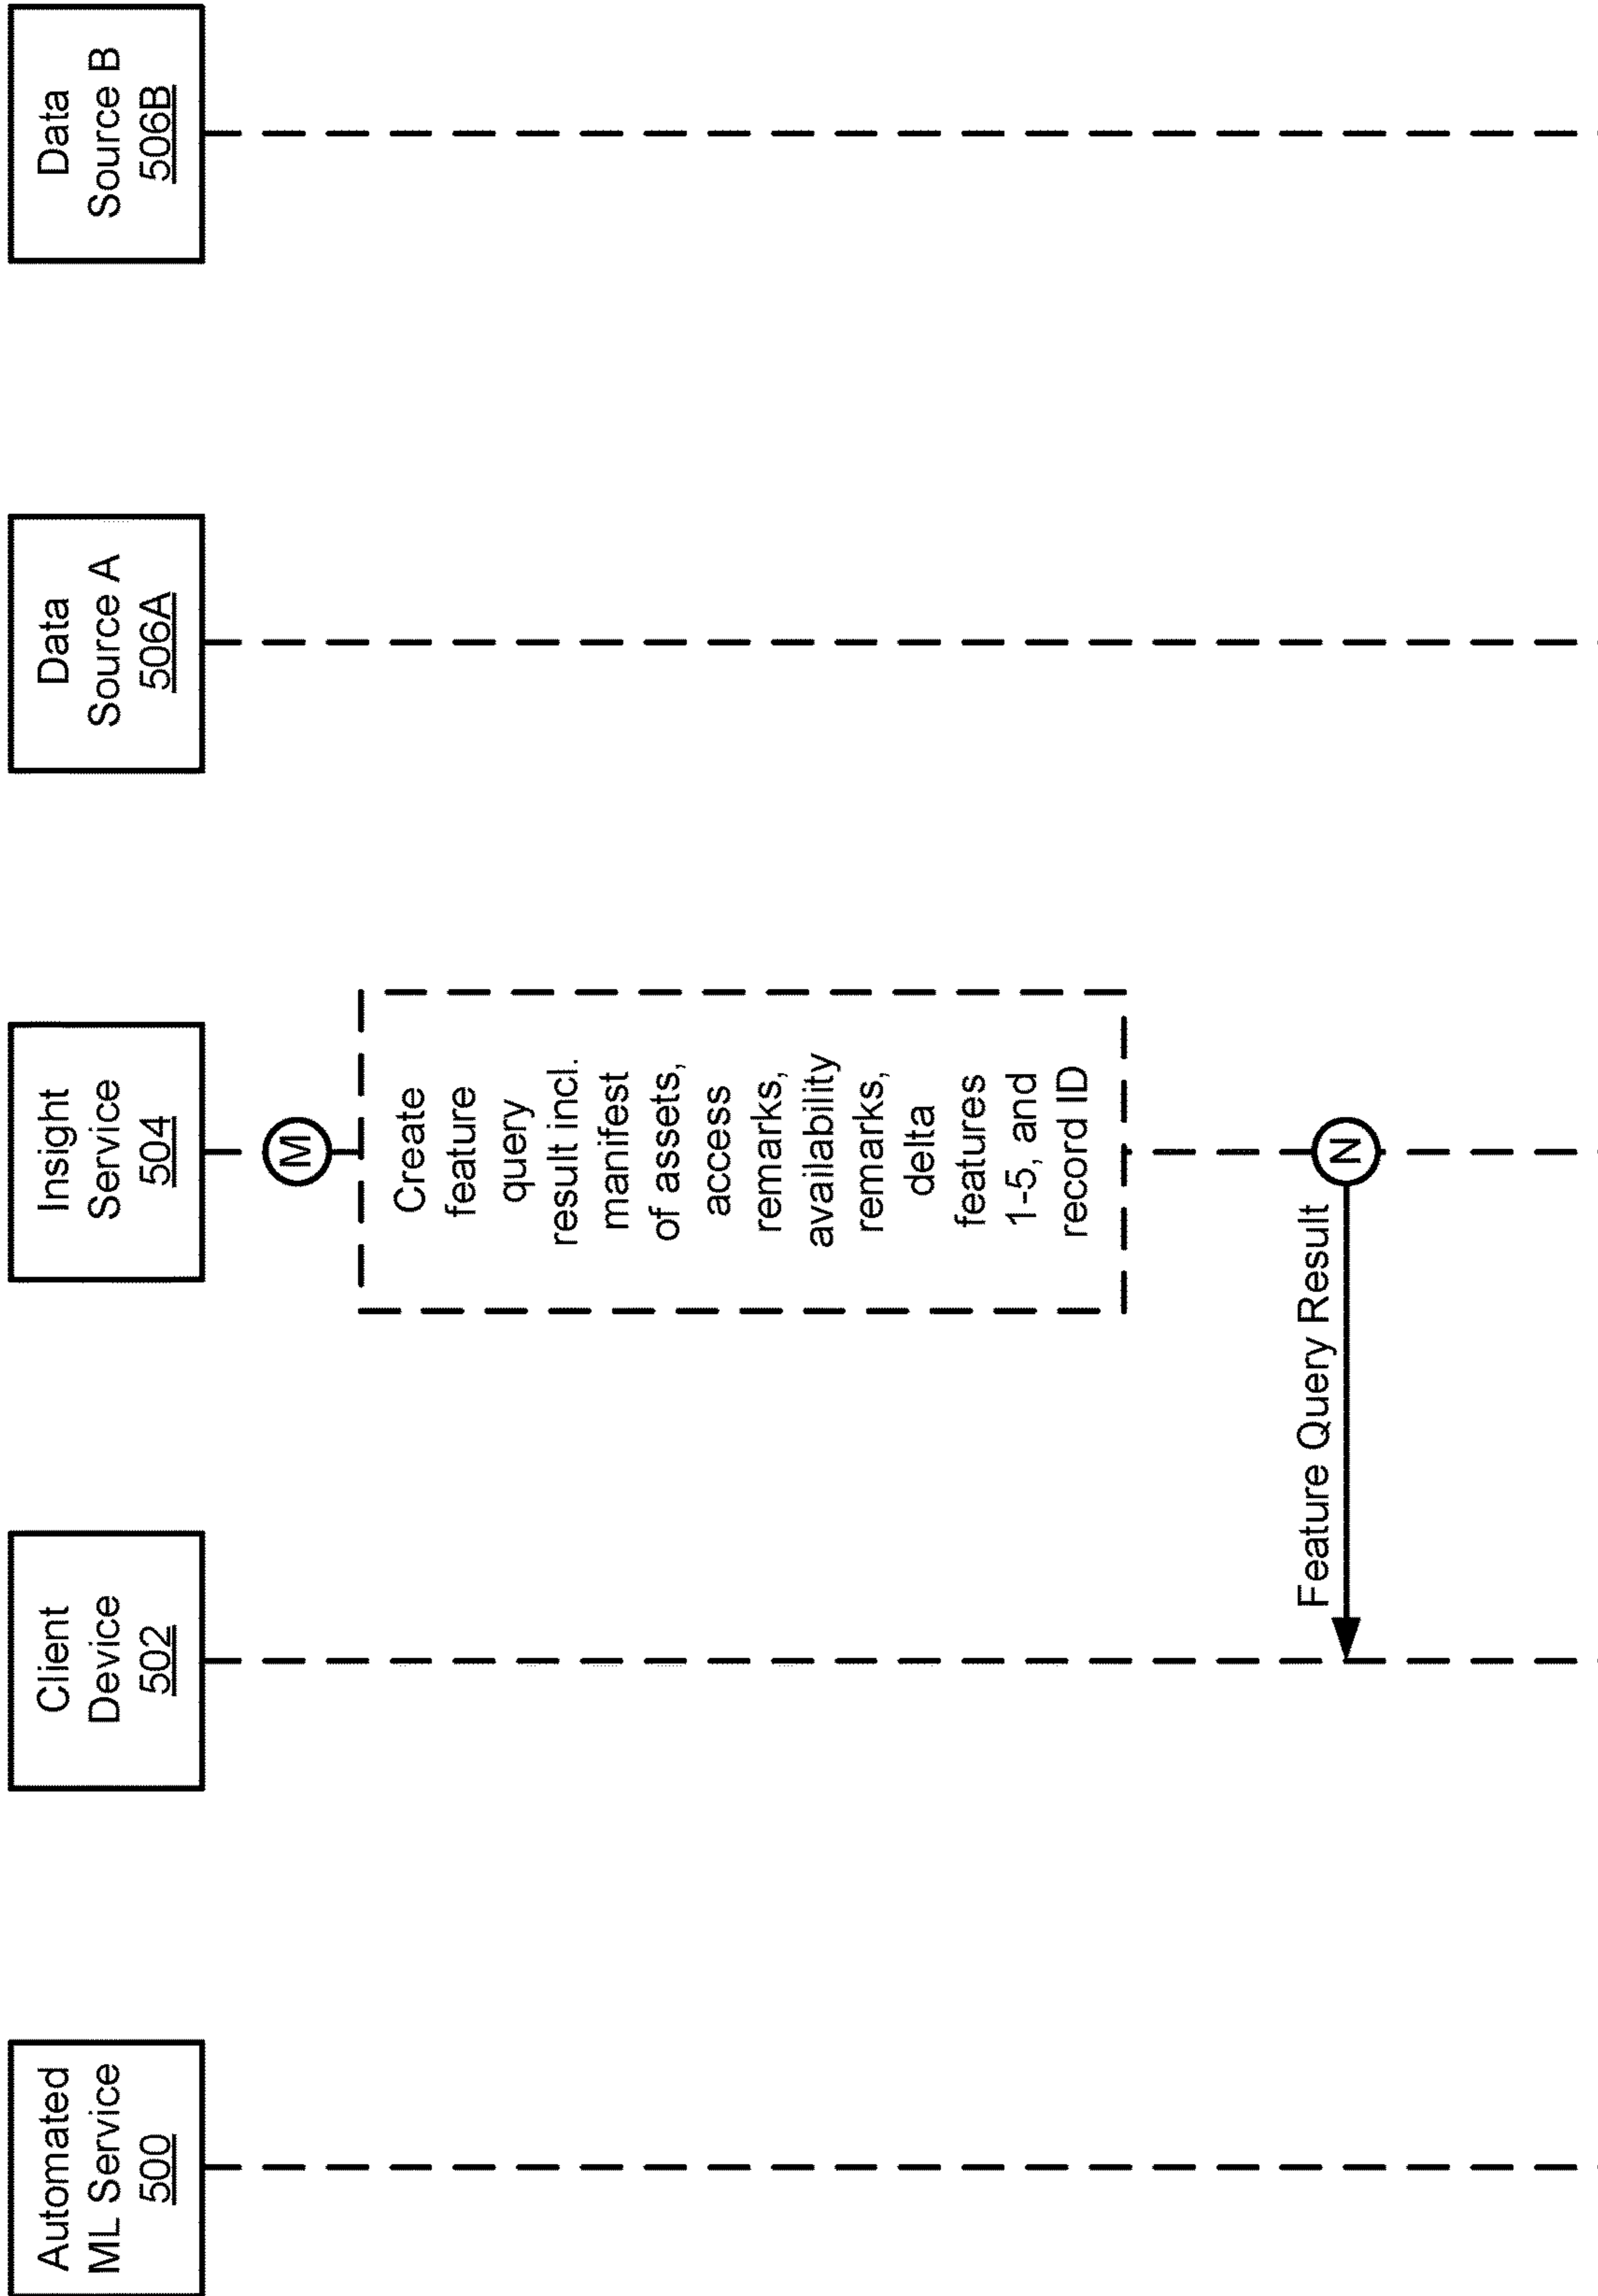 Automated
ML Service
500
Client
Device
502
Insight
Service
504
Data
Source A
506A
Data
Source B
506B
M
Create
feature
query
result incl.
manifest
of assets,
access
remarks,
availability
remarks,
delta
features
1-5, and
record ID
Feature Query Result
N